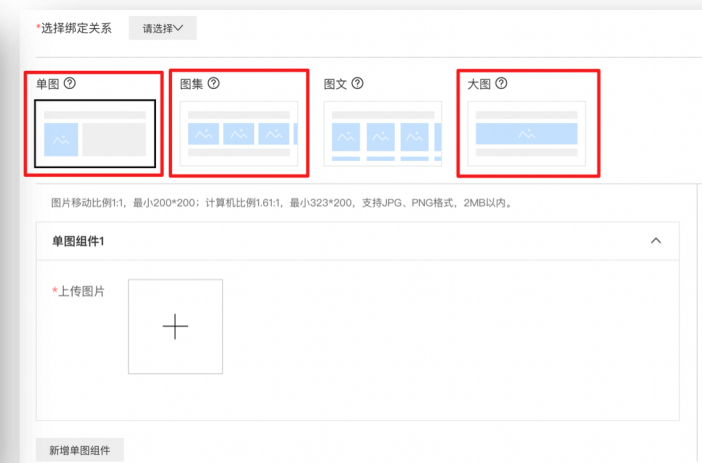 *选择绑定关系 请选择
单图 图集 图文 大图
图片移动比例1:1，最小200*200；计算机比例1.61:1，最小323*200，支持JPG、PNG格式，2MB以内。
单图组件1
*上传图片
新增单图组件